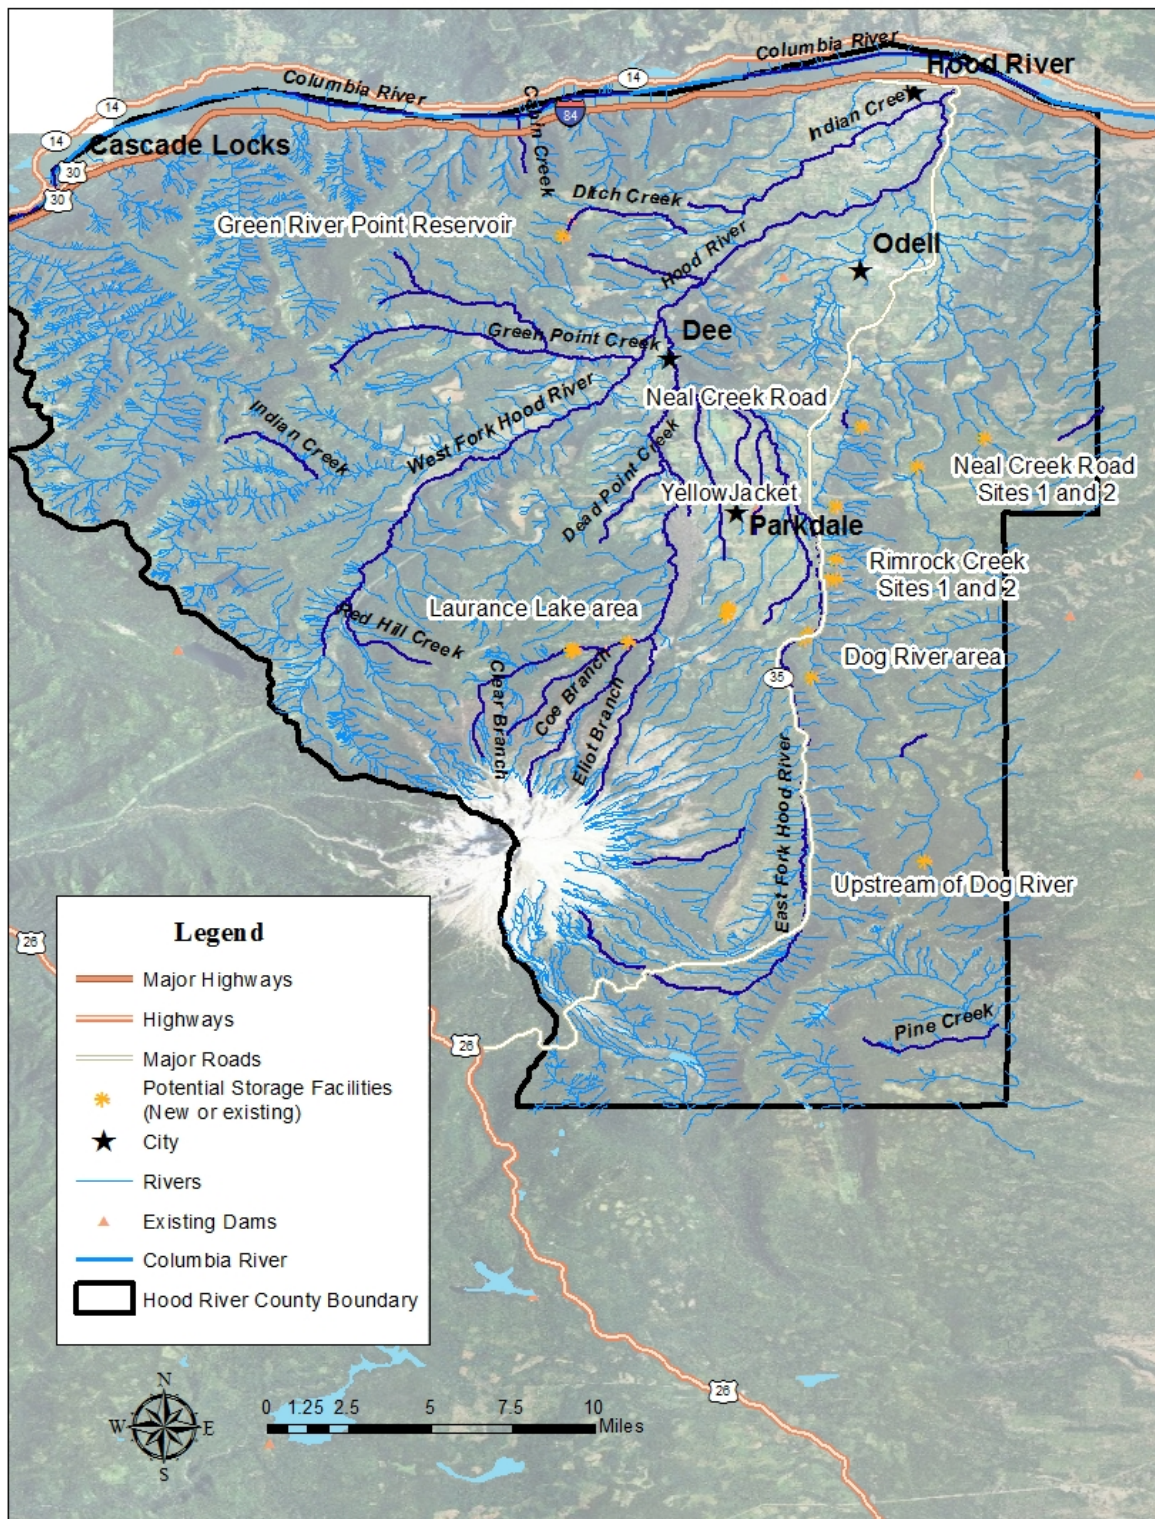 Columbia River
Hood River
Columbia River
14
14
84
Indian Creek
Cabin Creek
14
Cascade Locks
30
30
Ditch Creek
Green River Point Reservoir
Hood River
Odell
Green Point Creek
Dee
Neal Creek Road
West Fork Hood River
Indian Creek
Dead Point Creek
Neal Creek Road
Sites 1 and 2
YellowJacket
Parkdale
Rimrock Creek
Sites 1 and 2
Laurance Lake area
Red Hill Creek
Dog River area
35
Clear Branch
Coe Branch
Eliot Branch
East Fork Hood River
Upstream of Dog River
26
Pine Creek
26
Legend
Major Highways
Highways
Major Roads
Potential Storage Facilities
(New or existing)
City
Rivers
Existing Dams
Columbia River
Hood River County Boundary
26
N
W
E
S
0 1.25 2.5 5 7.5 10
Miles